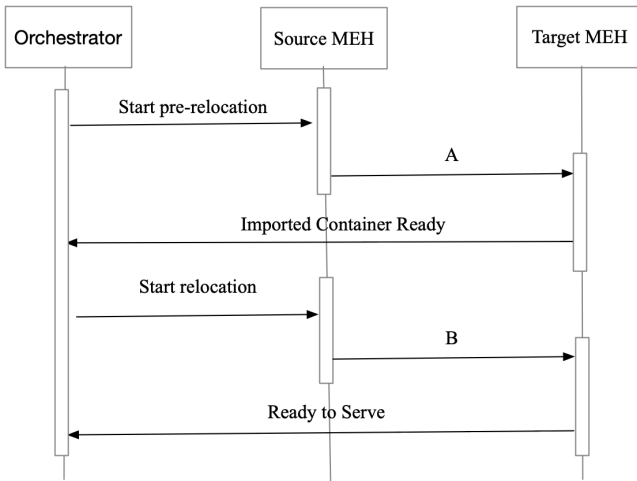 Orchestrator
Source MEH
Target MEH
Start pre-relocation
A
Imported Container Ready
Start relocation
B
Ready to Serve